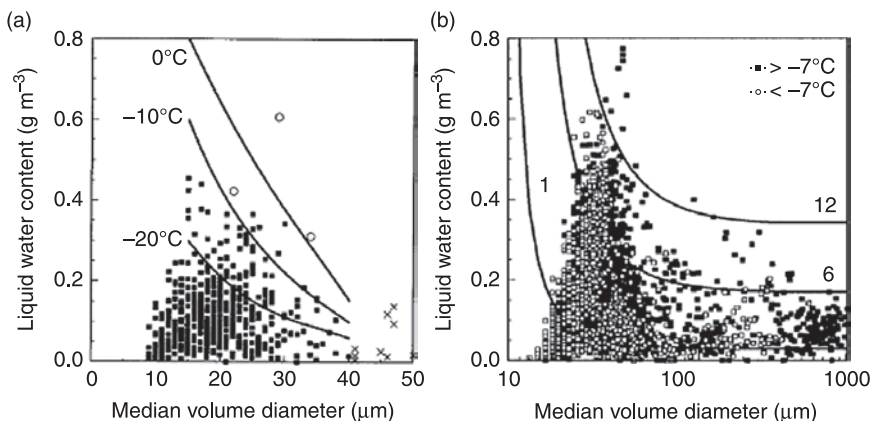 (a)
0.8
0.6
0.4
0.2
0.0
Liquid water content (g m⁻³)
0°C
−10°C
−20°C
0
10
20
30
40
50
Median volume diameter (µm)
(b)
0.8
0.6
0.4
0.2
0.0
Liquid water content (g m⁻³)
> −7°C
< −7°C
1
12
6
10
100
1000
Median volume diameter (µm)